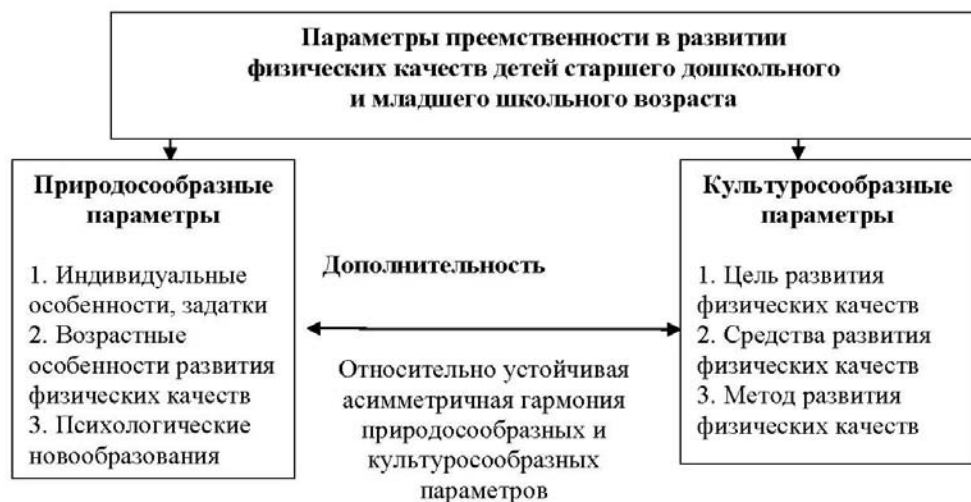 Параметры преемственности в развитии
физических качеств детей старшего дошкольного
и младшего школьного возраста
Природосообразные
параметры
1. Индивидуальные
особенности, задатки
2. Возрастные
особенности развития
физических качеств
3. Психологические
новообразования
Дополнительность
Относительно устойчивая
асимметричная гармония
природосообразных и
культуросообразных
параметров
Культуросообразные
параметры
1. Цель развития
физических качеств
2. Средства развития
физических качеств
3. Метод развития
физических качеств